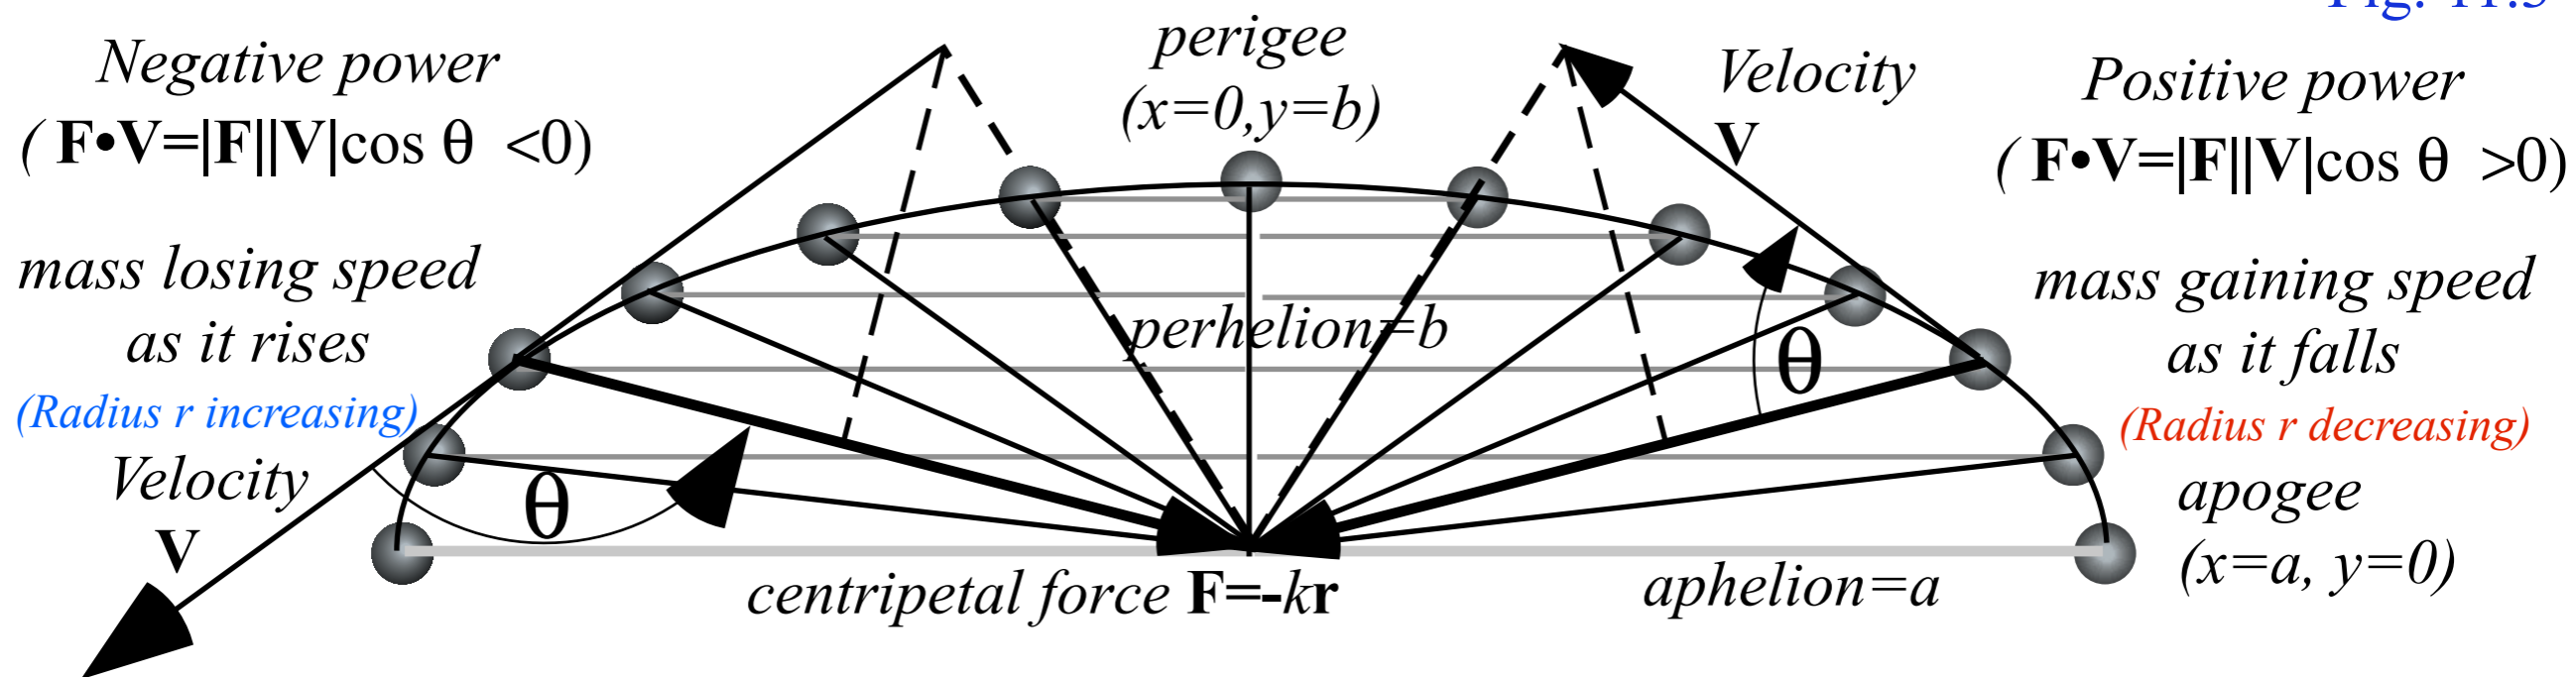 Negative power
( F•V=|F||V|cos θ <0)
mass losing speed
as it rises
(Radius r increasing)
Velocity
V
θ
perigee
(x=0,y=b)
perhelion=b
centripetal force F=-kr
aphelion=a
Velocity
V
θ
Positive power
( F•V=|F||V|cos θ >0)
mass gaining speed
as it falls
(Radius r decreasing)
apogee
(x=a, y=0)